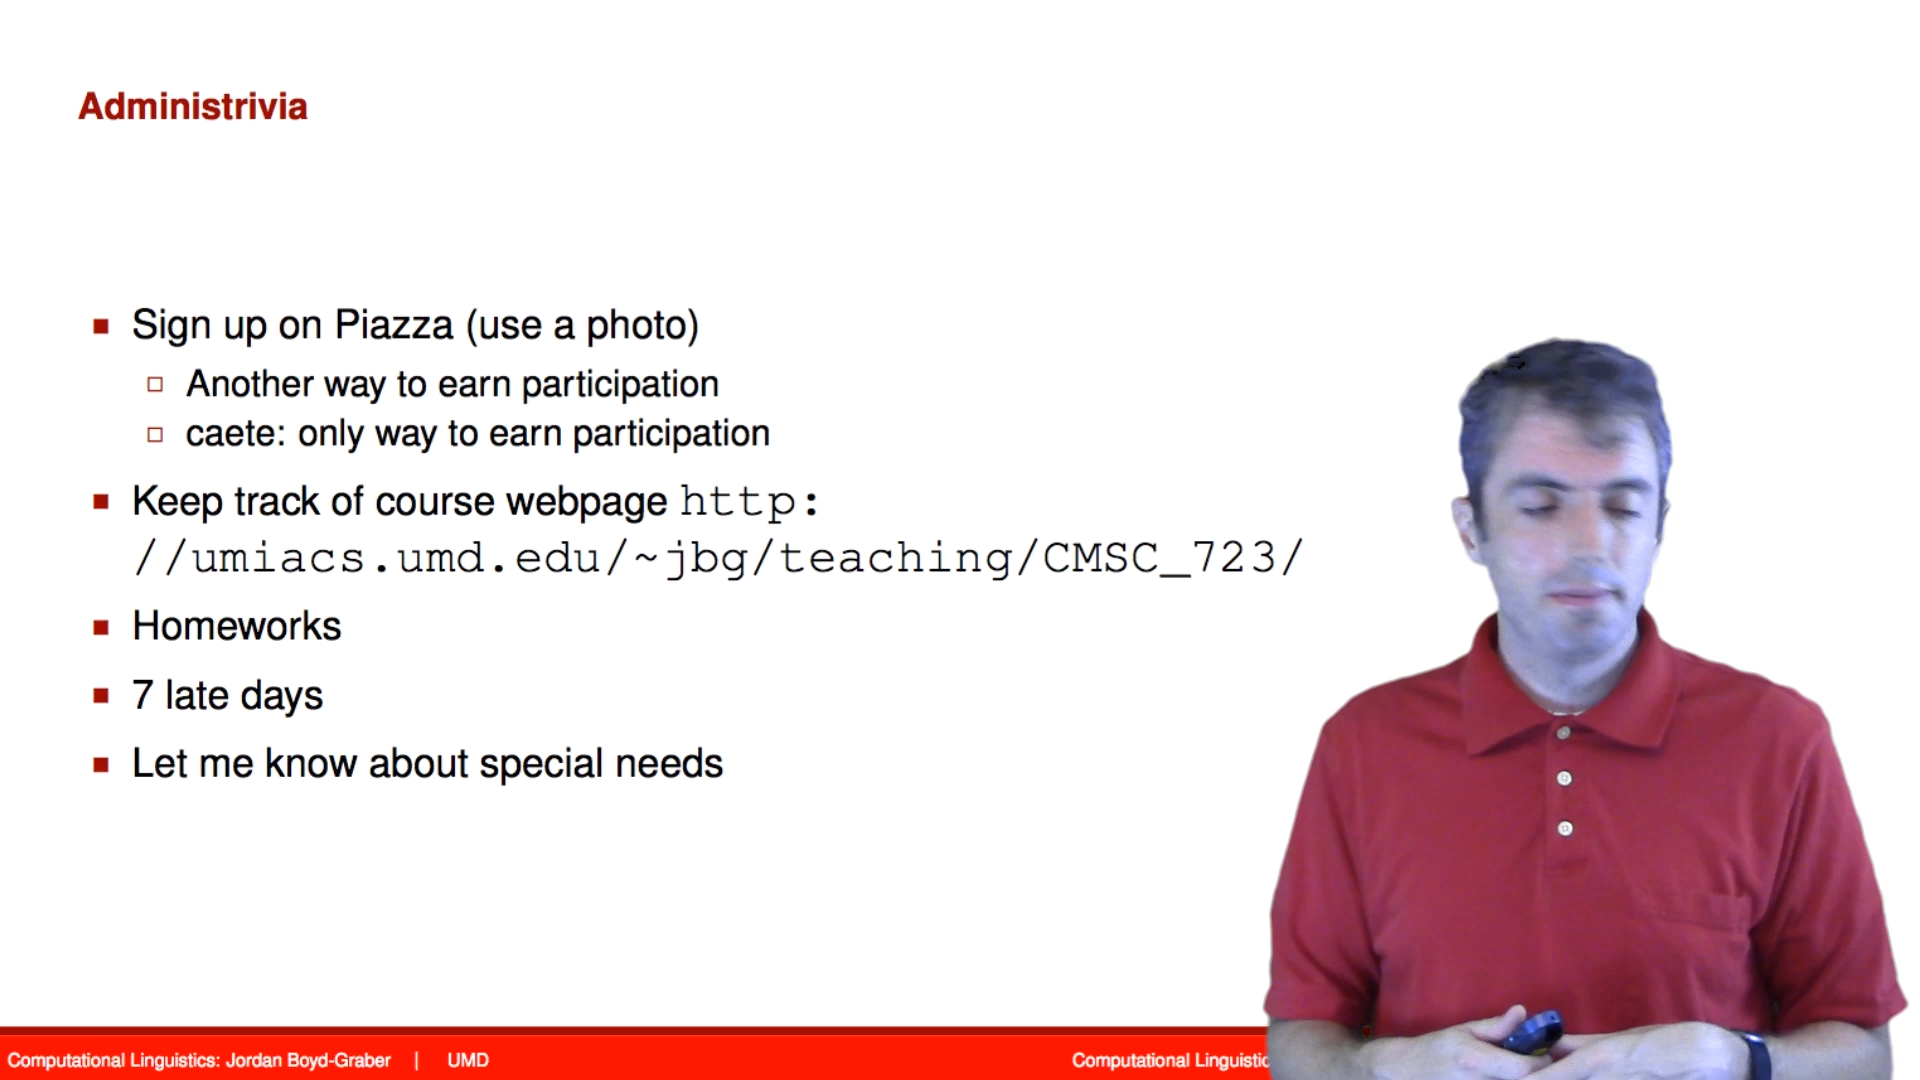 Administrivia
Sign up on Piazza (use a photo)
Another way to earn participation
caete: only way to earn participation
Keep track of course webpage http:
//umiacs.umd.edu/~jbg/teaching/CMSC_723/
Homeworks
7 late days
Let me know about special needs
Computational Linguistics: Jordan Boyd-Graber | UMD
Computational